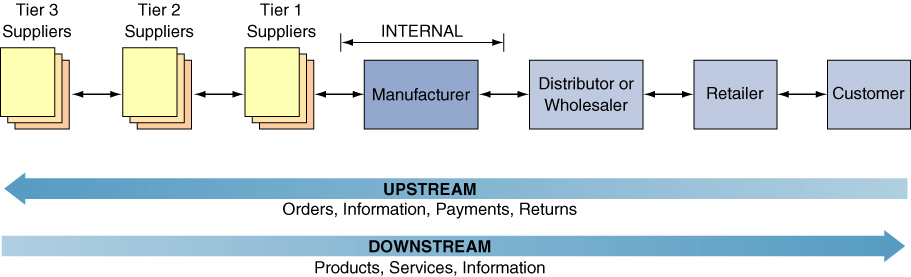 Tier 3
Suppliers
Tier 2
Suppliers
Tier 1
Suppliers
INTERNAL
Manufacturer
Distributor or
Wholesaler
Retailer
Customer
UPSTREAM
Orders, Information, Payments, Returns
DOWNSTREAM
Products, Services, Information